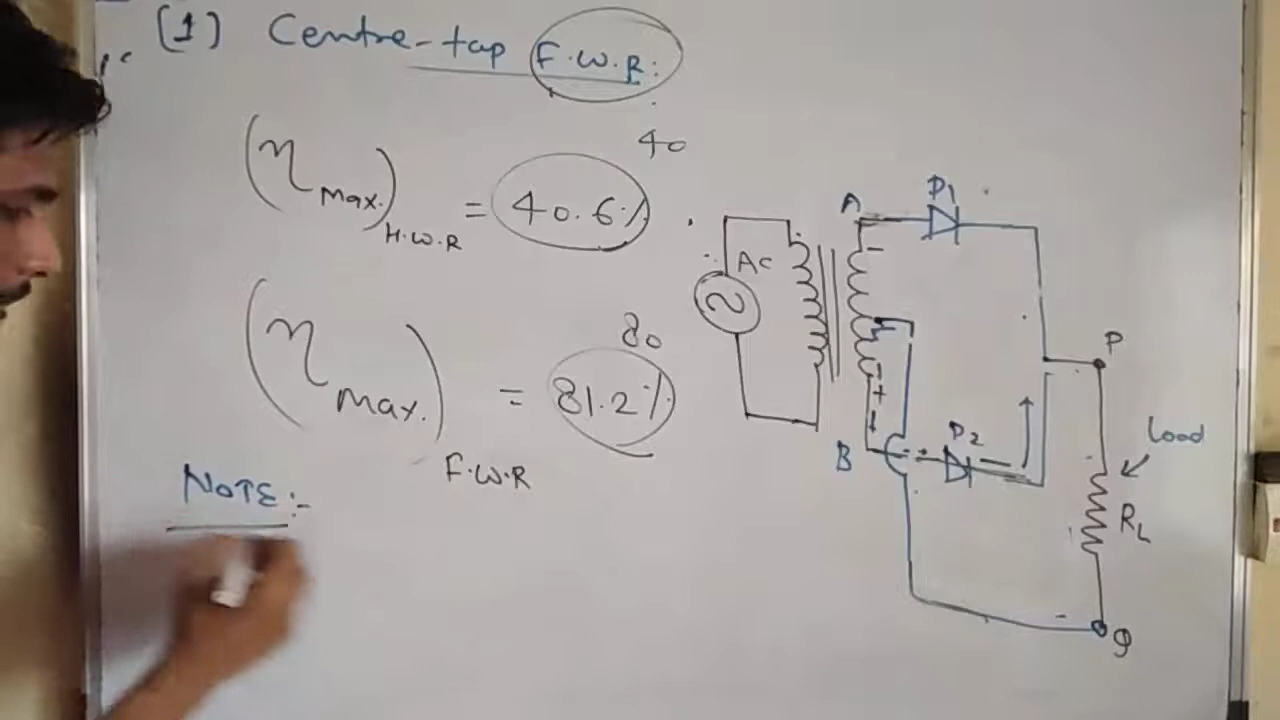 (1) Centre-tap F.W.R.
40
(η max.) H.W.R = 40.6%
80
(η max.) F.W.R = 81.2%
NOTE:-
AC
A
D1
-
P
+
B
D2
Load
RL
-
Q